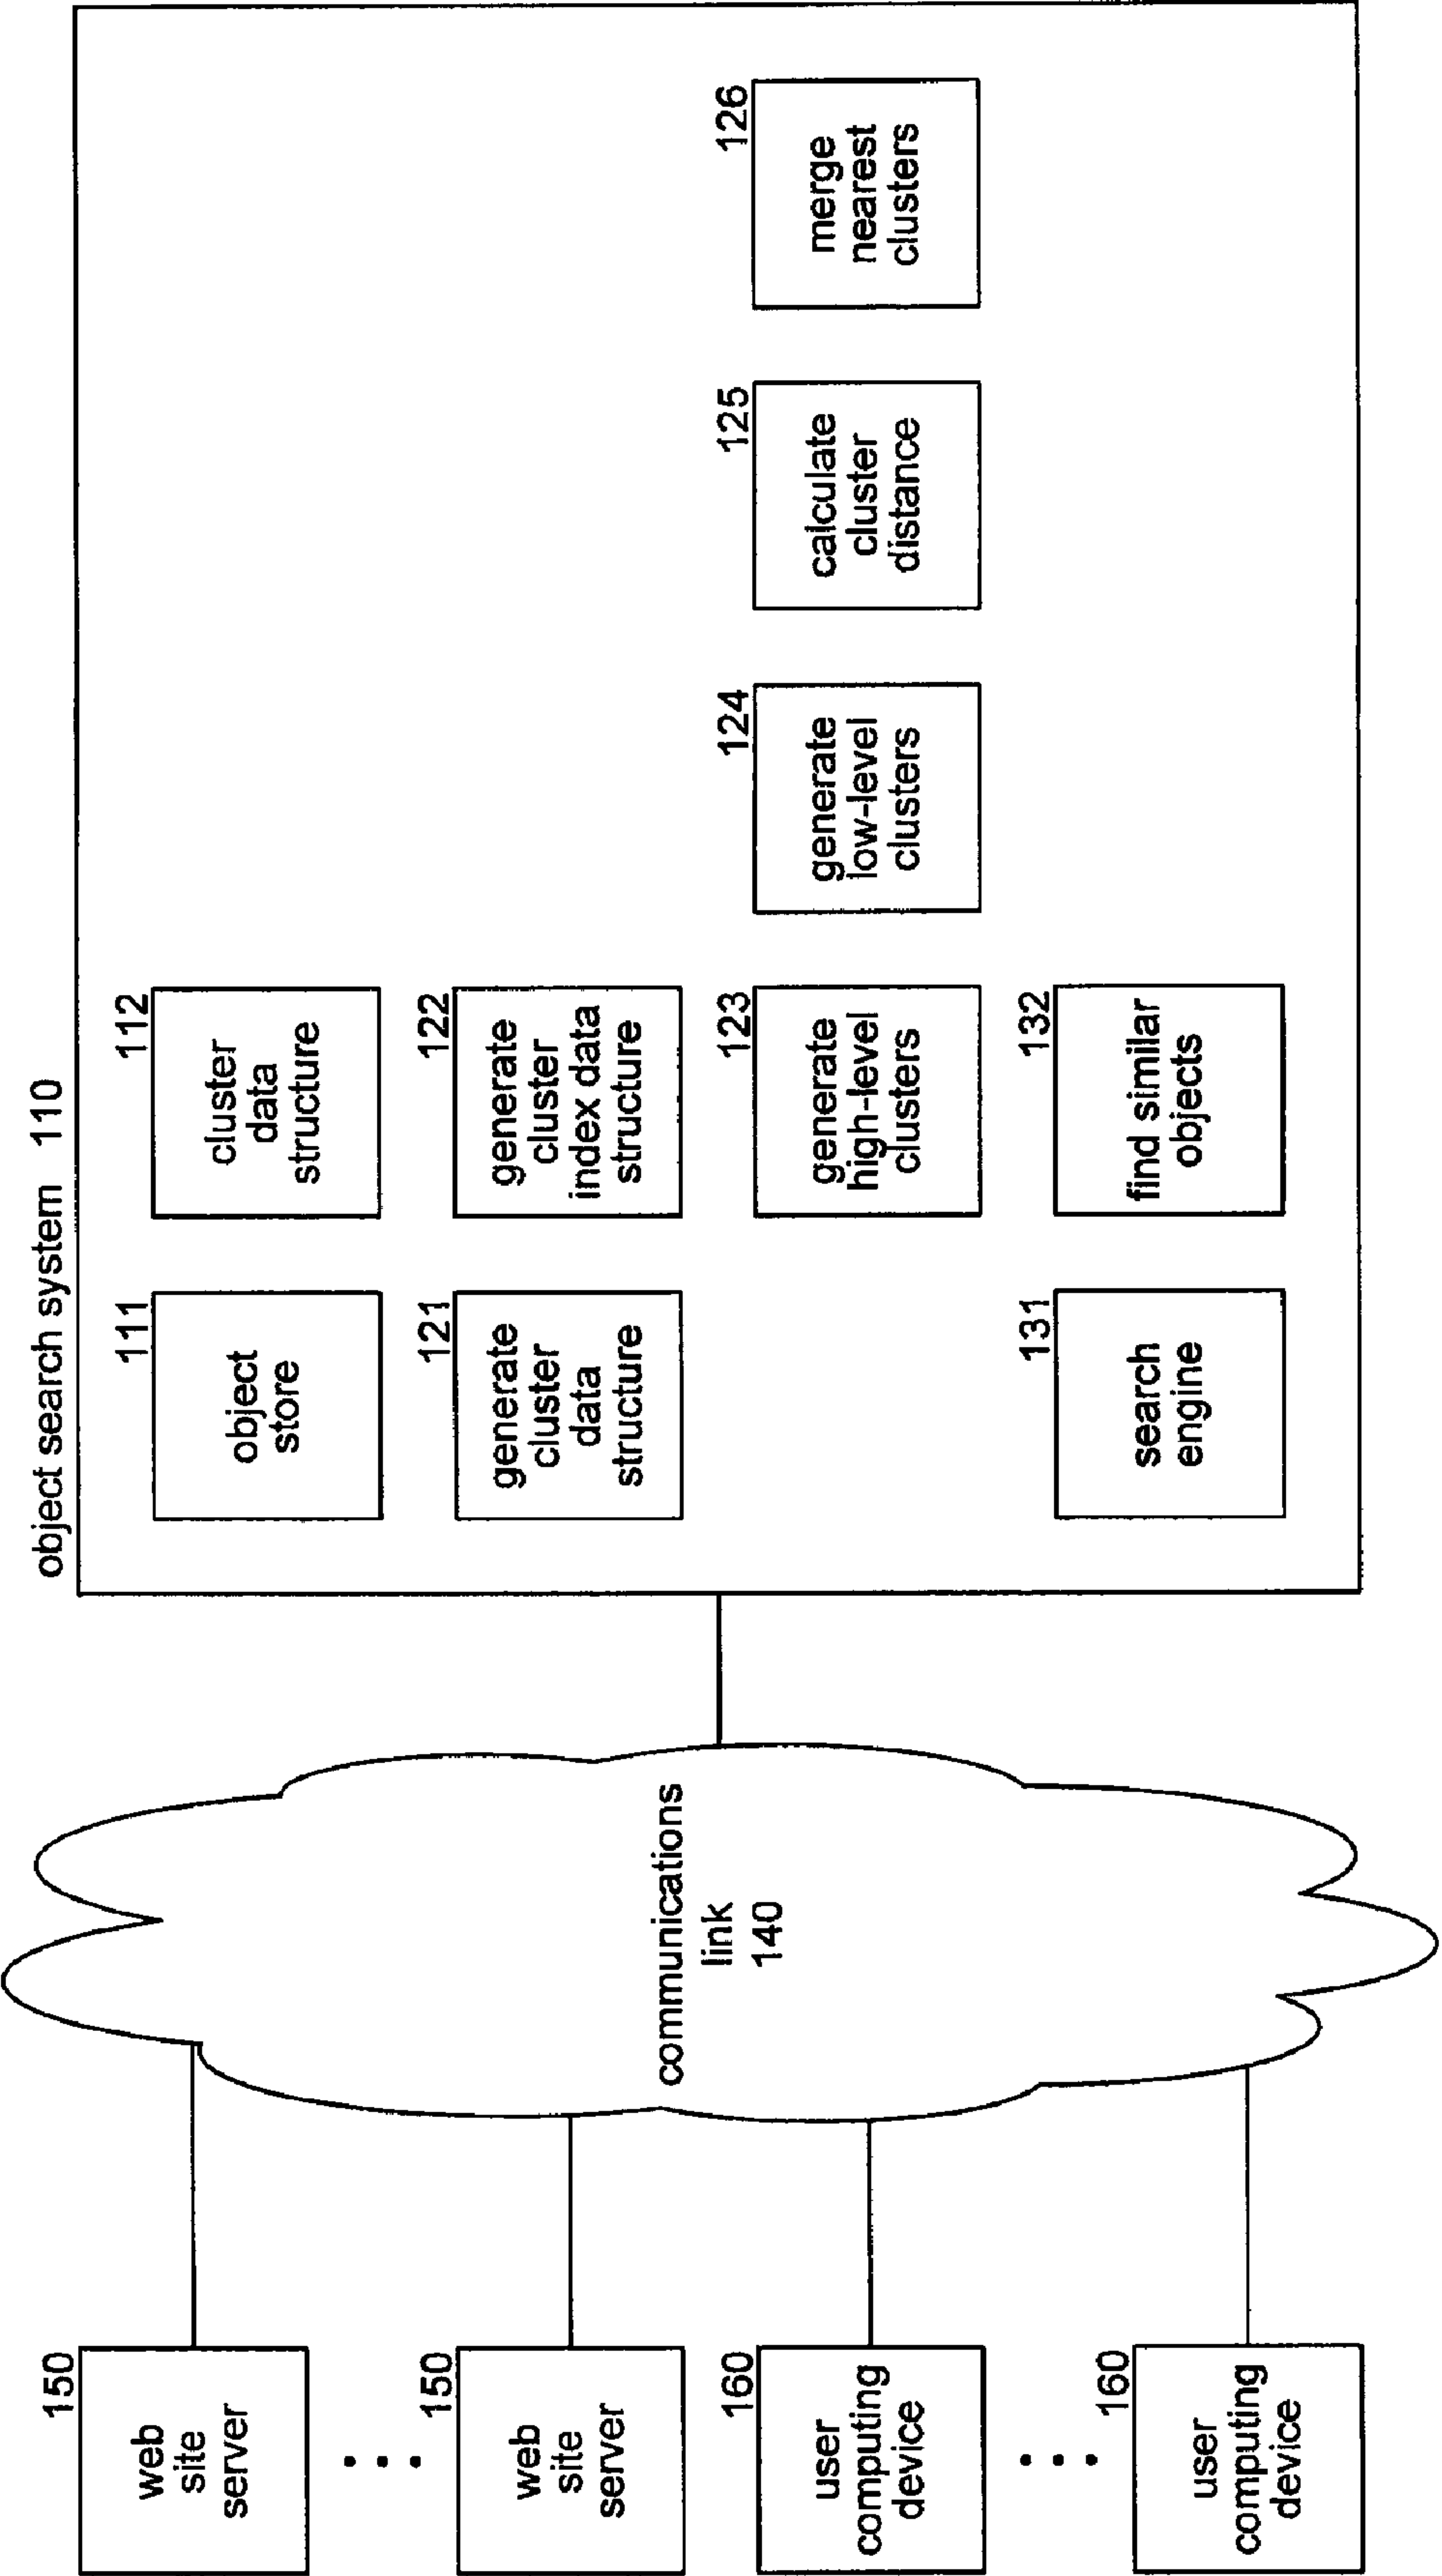 object search system 110
111
object
store
112
cluster
data
structure
121
generate
cluster
data
structure
122
generate
cluster
index data
structure
123
generate
high-level
clusters
124
generate
low-level
clusters
125
calculate
cluster
distance
126
merge
nearest
clusters
131
search
engine
132
find similar
objects
communications
link
140
150
web
site
server
150
web
site
server
160
user
computing
device
160
user
computing
device